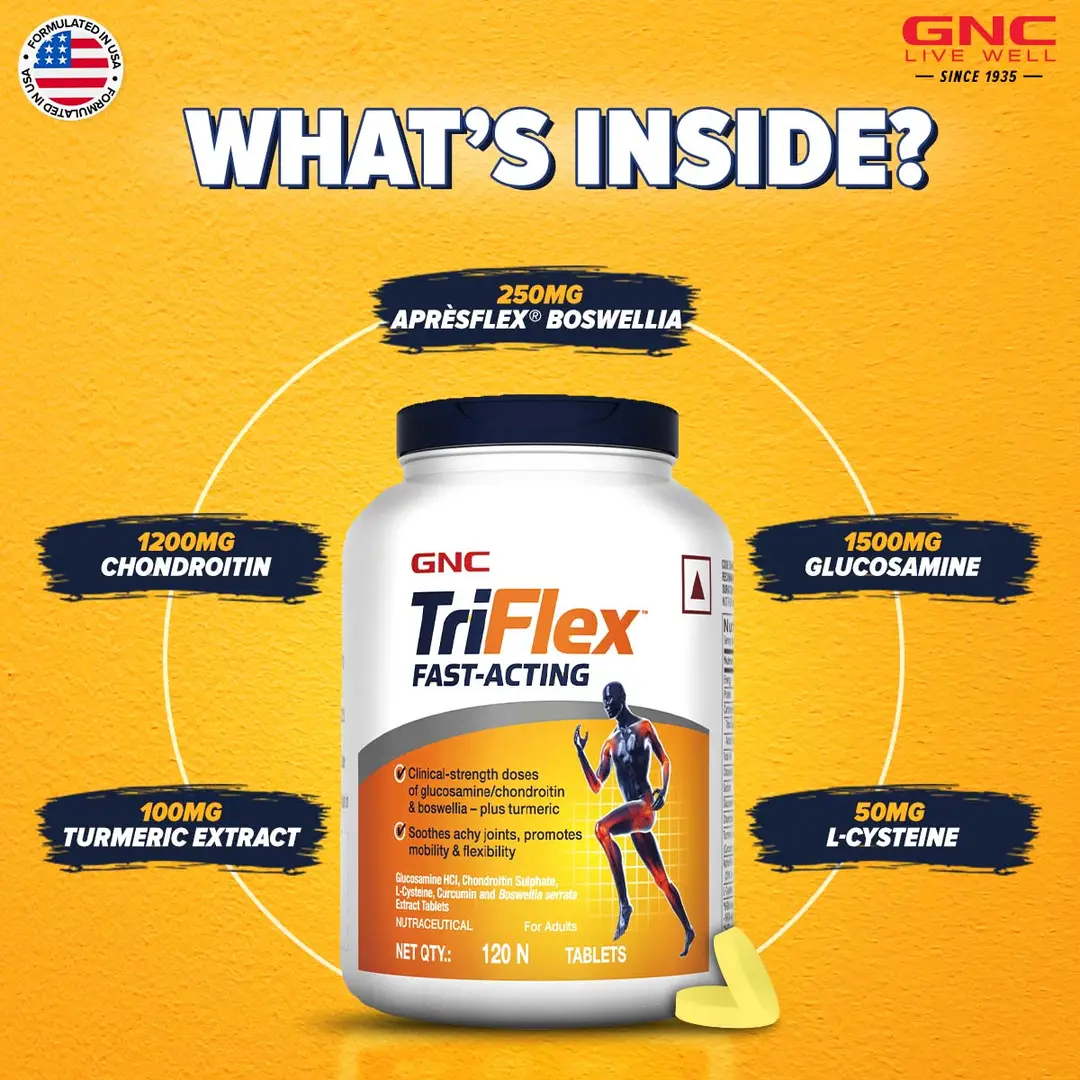 FORMULATED IN USA • FORMULATED IN USA •
GNC
LIVE WELL
SINCE 1935
WHAT'S INSIDE?
250MG
APRÈSFLEX® BOSWELLIA
1200MG
CHONDROITIN
1500MG
GLUCOSAMINE
100MG
TURMERIC EXTRACT
50MG
L-CYSTEINE
GNC
TriFlex™
FAST-ACTING
Clinical-strength doses
of glucosamine/chondroitin
& boswellia – plus turmeric
Soothes achy joints, promotes
mobility & flexibility
Glucosamine HCl, Chondroitin Sulphate,
L-Cysteine, Curcumin and Boswellia serrata
Extract Tablets
NUTRACEUTICAL For Adults
NET QTY.: 120 N TABLETS